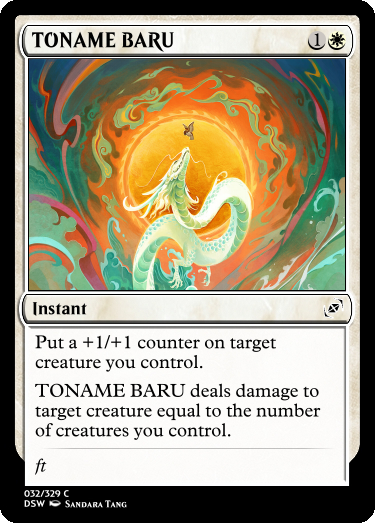 TONAME BARU 1
Instant
Put a +1/+1 counter on target
creature you control.
TONAME BARU deals damage to
target creature equal to the number
of creatures you control.
ft
032/329 C
DSW SANDARA TANG